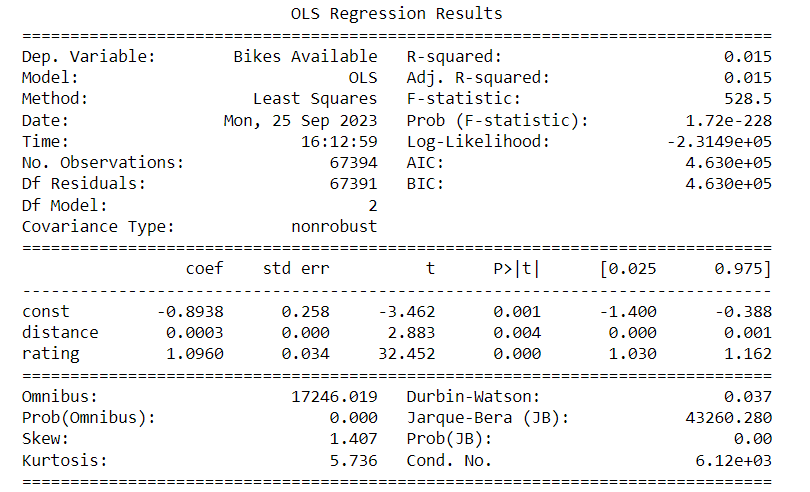 OLS Regression Results
==============================================================================
Dep. Variable:        Bikes Available   R-squared:                       0.015
Model:                            OLS   Adj. R-squared:                  0.015
Method:                 Least Squares   F-statistic:                     528.5
Date:                Mon, 25 Sep 2023   Prob (F-statistic):          1.72e-228
Time:                        16:12:59   Log-Likelihood:            -2.3149e+05
No. Observations:               67394   AIC:                         4.630e+05
Df Residuals:                   67391   BIC:                         4.630e+05
Df Model:                           2
Covariance Type:            nonrobust
==============================================================================
                 coef    std err          t      P>|t|      [0.025      0.975]
------------------------------------------------------------------------------
const         -0.8938      0.258     -3.462      0.001      -1.400      -0.388
distance       0.0003      0.000      2.883      0.004       0.000       0.001
rating         1.0960      0.034     32.452      0.000       1.030       1.162
==============================================================================
Omnibus:                    17246.019   Durbin-Watson:                   0.037
Prob(Omnibus):                  0.000   Jarque-Bera (JB):            43260.280
Skew:                           1.407   Prob(JB):                         0.00
Kurtosis:                       5.736   Cond. No.                     6.12e+03
==============================================================================